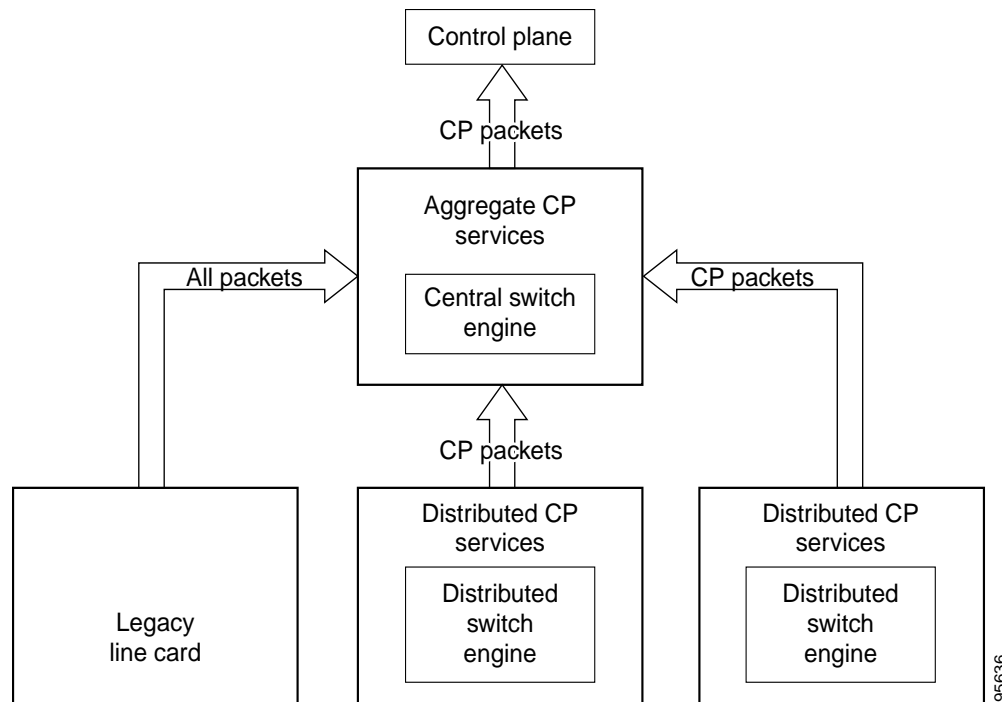 Control plane
CP packets
Aggregate CP
services
All packets
CP packets
Central switch
engine
CP packets
Distributed CP
services
Distributed CP
services
Distributed
switch
engine
Distributed
switch
engine
Legacy
line card
95636